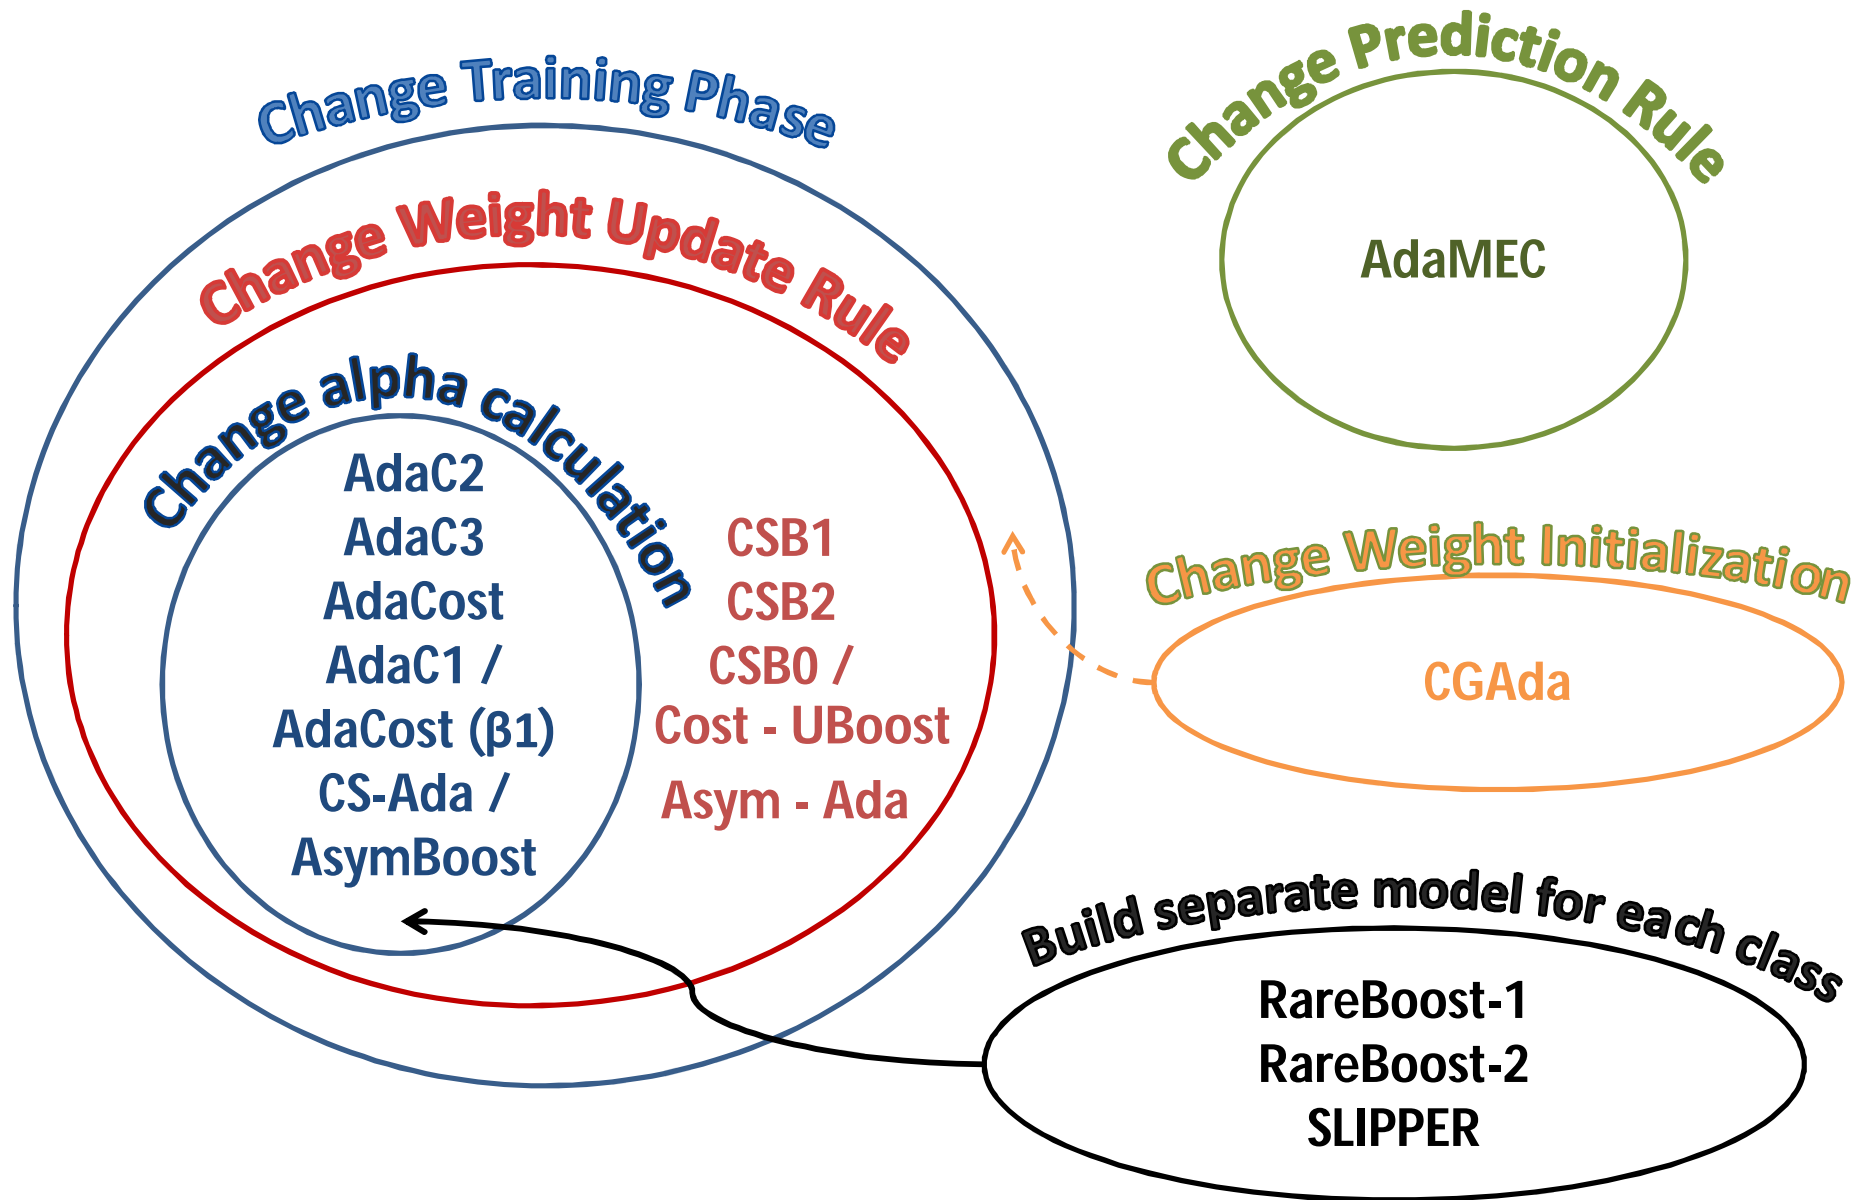 Change Training Phase
Change Weight Update Rule
Change alpha calculation
AdaC2
AdaC3
AdaCost
AdaC1 /
AdaCost (β1)
CS-Ada /
AsymBoost
CSB1
CSB2
CSB0 /
Cost - UBoost
Asym - Ada
Change Prediction Rule
AdaMEC
Change Weight Initialization
CGAda
Build separate model for each class
RareBoost-1
RareBoost-2
SLIPPER